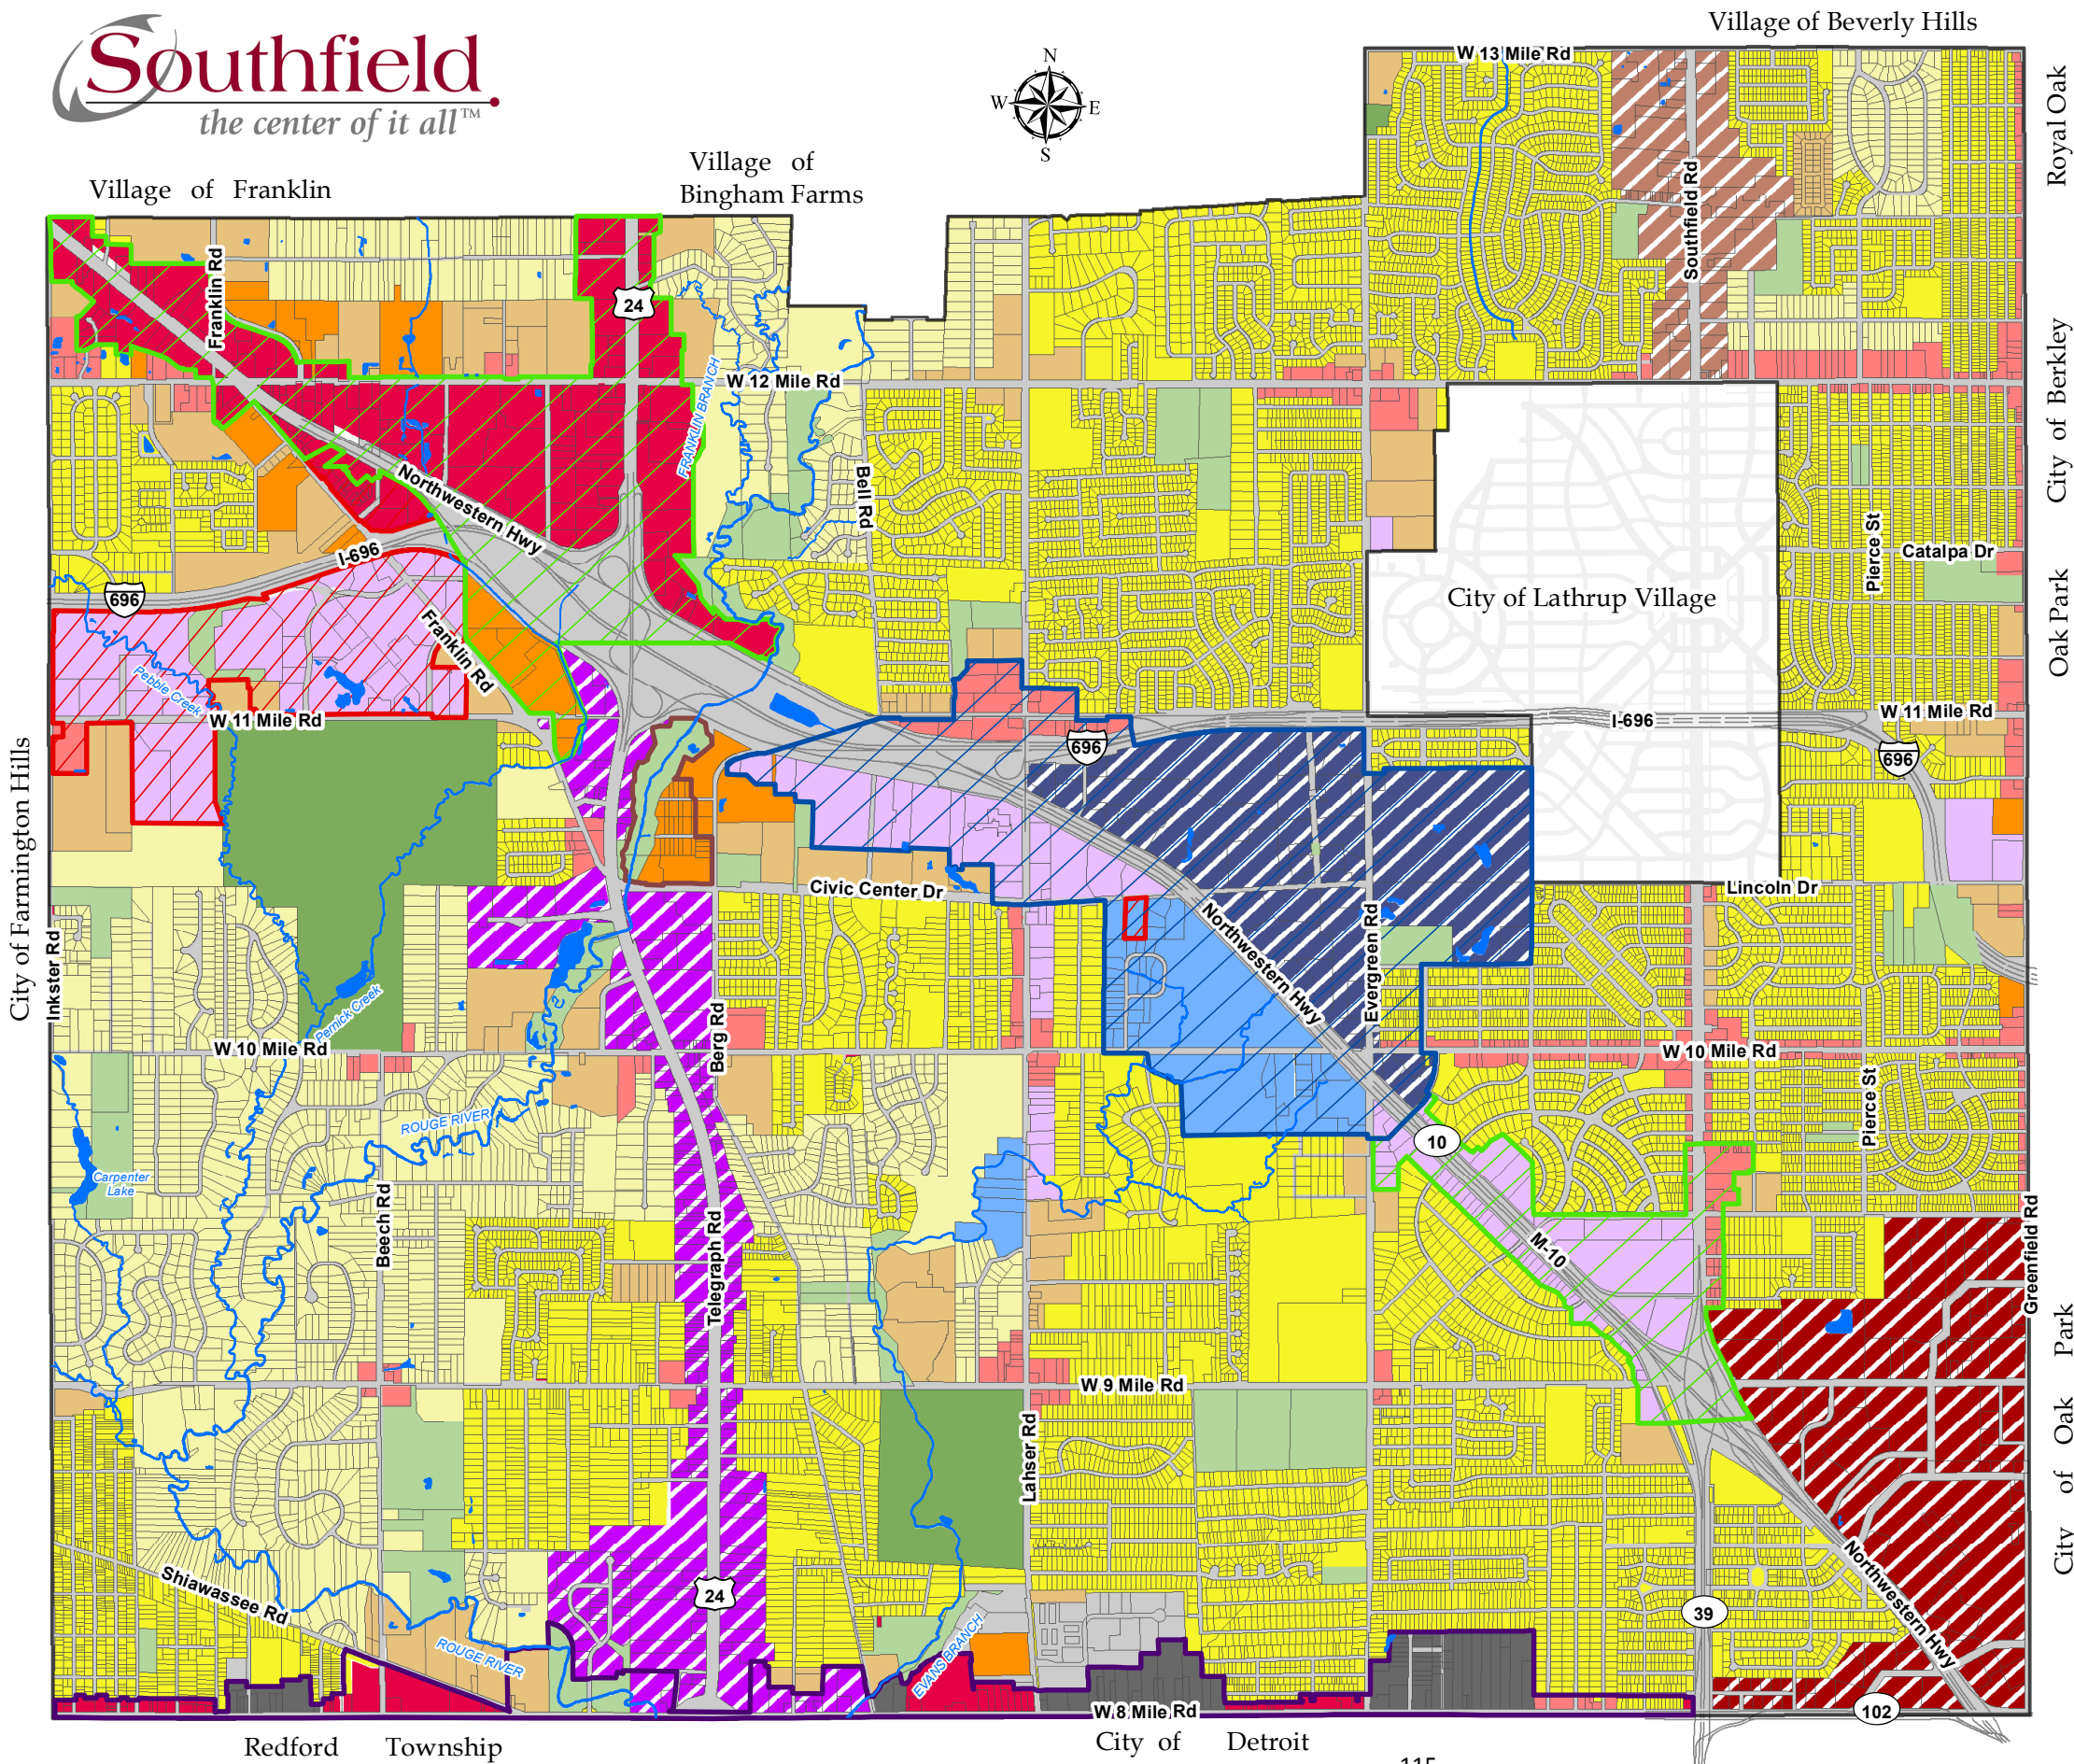 Village of Beverly Hills
Southfield
the center of it all™
N
W E
S
W 13 Mile Rd
Royal Oak
Village of
Bingham Farms
Village of Franklin
Southfield Rd
Franklin Rd
24
FRANKLIN BRANCH
W 12 Mile Rd
City of Berkley
Bell Rd
Northwestern Hwy
Pierce St
Catalpa Dr
I-696
696
City of Lathrup Village
Oak Park
Franklin Rd
Pebble Creek
W 11 Mile Rd
I-696
W 11 Mile Rd
696
696
City of Farmington Hills
Civic Center Dr
Lincoln Dr
Inkster Rd
Northwestern Hwy
Evergreen Rd
Pernick Creek
Berg Rd
W 10 Mile Rd
W 10 Mile Rd
Pierce St
ROUGE RIVER
10
Carpenter
Lake
Beech Rd
Telegraph Rd
M-10
Greenfield Rd
City of Oak Park
W 9 Mile Rd
Lahser Rd
Shiawassee Rd
24
39
Northwestern Hwy
ROUGE RIVER
EVANS BRANCH
W 8 Mile Rd
102
Redford Township
City of Detroit
115